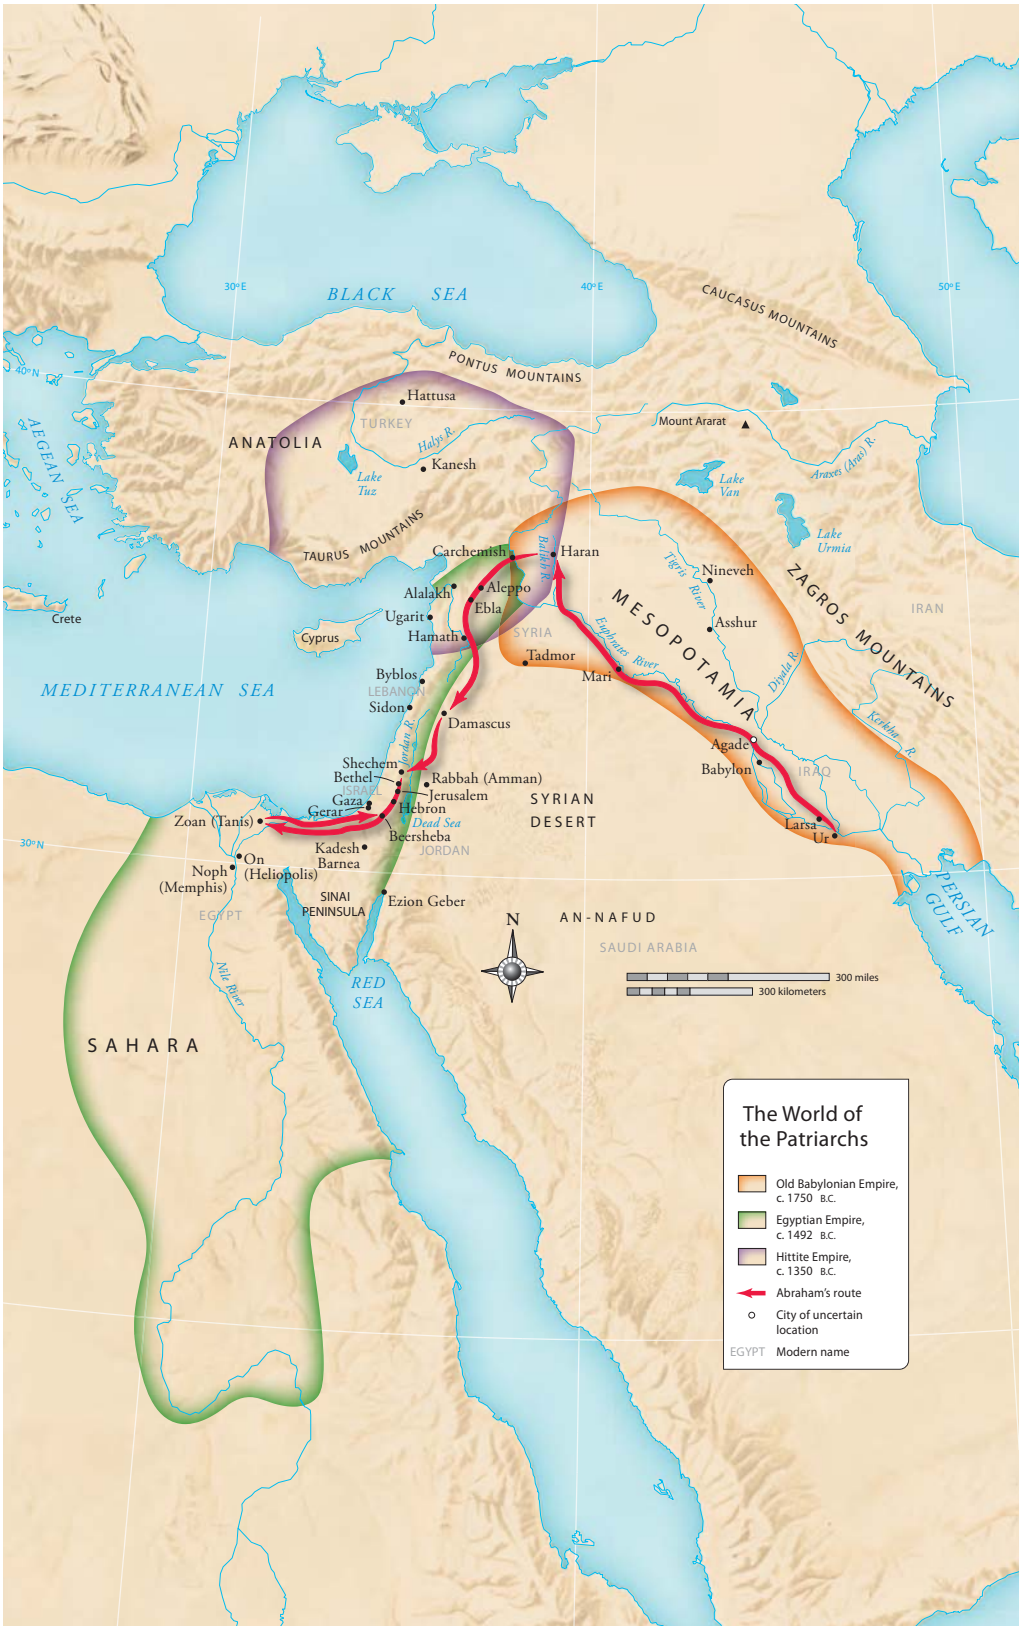 30º E
40º E
50º E
BLACK SEA
CAUCASUS MOUNTAINS
PONTUS MOUNTAINS
40º N
Hattusa
TURKEY
Mount Ararat
ANATOLIA
Halys R.
AEGEAN SEA
Araxes (Aras) R.
Kanesh
Lake
Tuz
Lake
Van
TAURUS MOUNTAINS
Lake
Urmia
Carchemish
Balikh R.
Haran
Tigris River
Nineveh
ZAGROS MOUNTAINS
Alalakh
Aleppo
Ebla
MESOPOTAMIA
IRAN
Crete
Ugarit
Asshur
Cyprus
Hamath
SYRIA
Euphrates River
Tadmor
Diyala R.
Mari
Byblos
LEBANON
MEDITERRANEAN SEA
Sidon
Damascus
Kerkha R.
Jordan R.
Agade
Shechem
Babylon
IRAQ
Bethel
Rabbah (Amman)
ISRAEL
Jerusalem
Gaza
SYRIAN
DESERT
Gerar
Hebron
Zoan (Tanis)
Dead Sea
Larsa
Beersheba
Ur
30º N
Kadesh
Barnea
JORDAN
On
(Heliopolis)
Noph
(Memphis)
PERSIAN
GULF
SINAI
PENINSULA
Ezion Geber
EGYPT
N
AN-NAFUD
SAUDI ARABIA
Nile River
300 miles
300 kilometers
RED
SEA
SAHARA
The World of
the Patriarchs
Old Babylonian Empire,
c. 1750 B.C.
Egyptian Empire,
c. 1492 B.C.
Hittite Empire,
c. 1350 B.C.
Abraham's route
City of uncertain
location
EGYPT Modern name